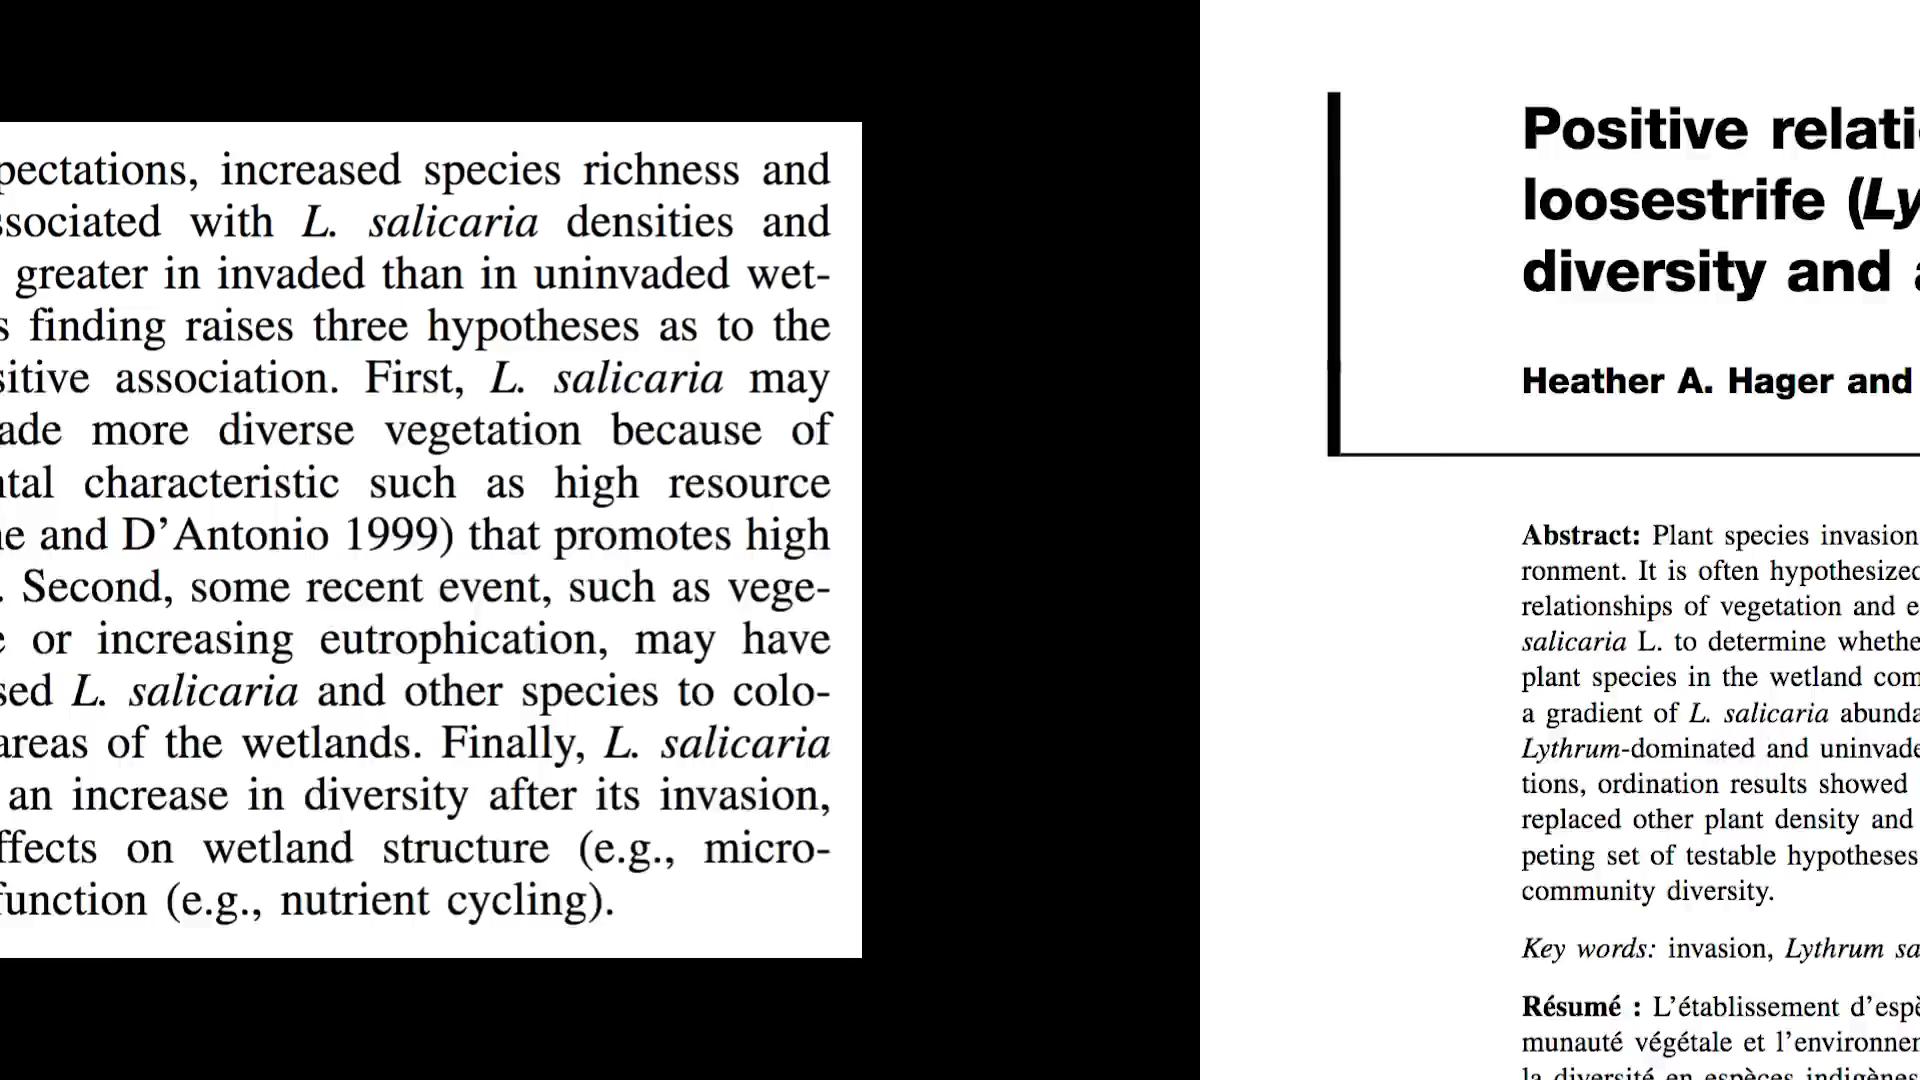 pectations, increased species richness and
ssociated with L. salicaria densities and
greater in invaded than in uninvaded wet-
s finding raises three hypotheses as to the
sitive association. First, L. salicaria may
ade more diverse vegetation because of
ntal characteristic such as high resource
ne and D’Antonio 1999) that promotes high
. Second, some recent event, such as vege-
e or increasing eutrophication, may have
sed L. salicaria and other species to colo-
areas of the wetlands. Finally, L. salicaria
an increase in diversity after its invasion,
ffects on wetland structure (e.g., micro-
function (e.g., nutrient cycling).
Positive relati
loosestrife (Ly
diversity and a
Heather A. Hager and
Abstract: Plant species invasion
ronment. It is often hypothesized
relationships of vegetation and e
salicaria L. to determine whethe
plant species in the wetland com
a gradient of L. salicaria abunda
Lythrum-dominated and uninvade
tions, ordination results showed
replaced other plant density and
peting set of testable hypotheses
community diversity.
Key words: invasion, Lythrum sa
Résumé : L’établissement d’espè
munauté végétale et l’environnem
la diversité en espèces indigènes